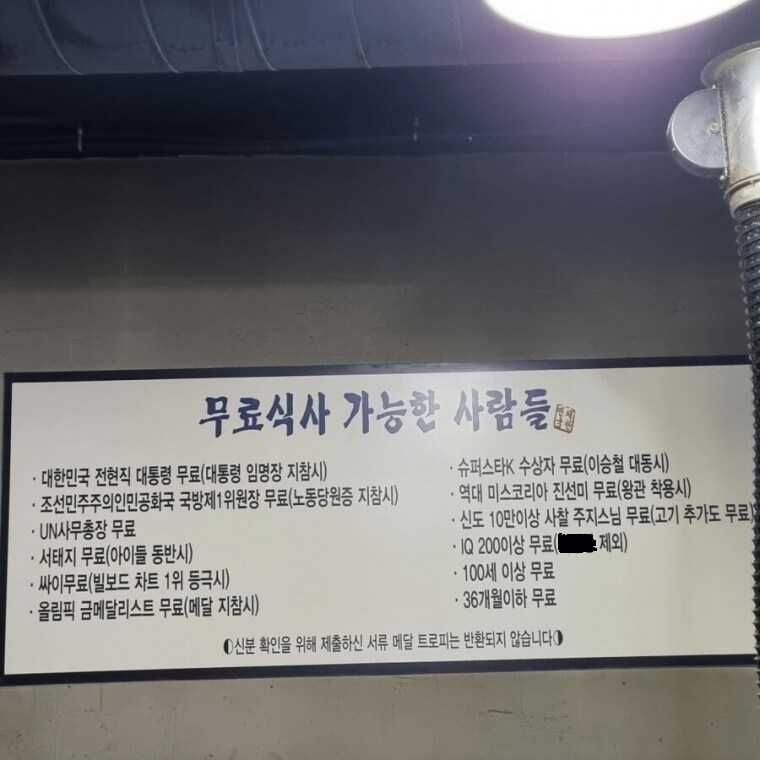 무료식사 가능한 사람들
· 대한민국 전현직 대통령 무료(대통령 임명장 지참시)
· 조선민주주의인민공화국 국방제1위원장 무료(노동당원증 지참시)
· UN사무총장 무료
· 서태지 무료(아이들 동반시)
· 싸이무료(빌보드 차트 1위 등극시)
· 올림픽 금메달리스트 무료(메달 지참시)
· 슈퍼스타K 수상자 무료(이승철 대동시)
· 역대 미스코리아 진선미 무료(왕관 착용시)
· 신도 10만이상 사찰 주지스님 무료(고기 추가도 무료)
· IQ 200이상 무료( 제외)
· 100세 이상 무료
· 36개월이하 무료
신분 확인을 위해 제출하신 서류 메달 트로피는 반환되지 않습니다